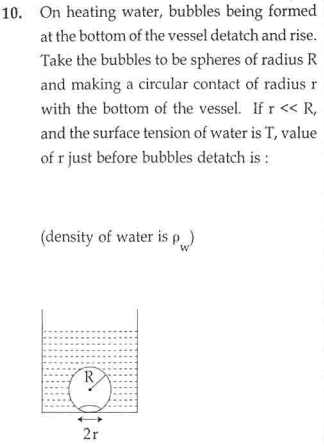 10. On heating water, bubbles being formed
at the bottom of the vessel detatch and rise.
Take the bubbles to be spheres of radius R
and making a circular contact of radius r
with the bottom of the vessel. If r << R,
and the surface tension of water is T, value
of r just before bubbles detatch is :
(density of water is ρw)
R
2r